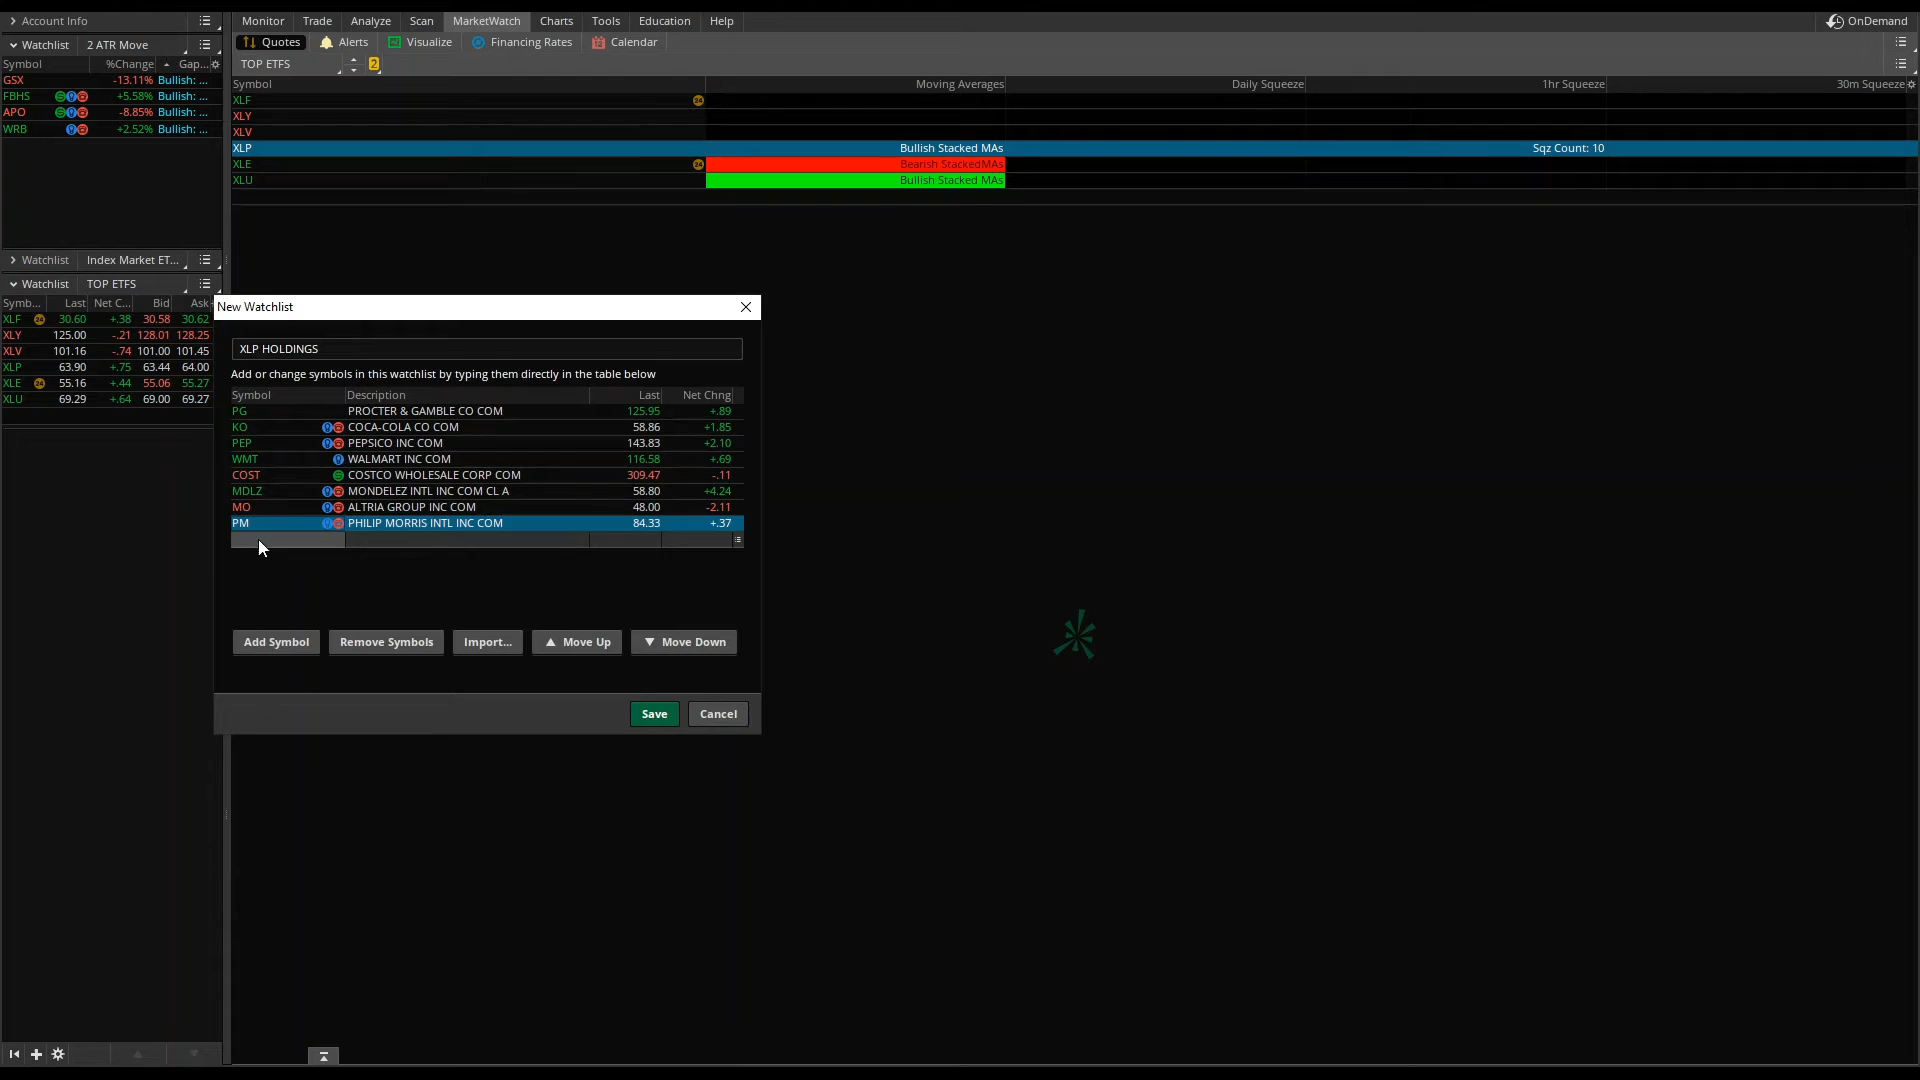 Account Info
Watchlist 2 ATR Move
Symbol %Change Gap...
GSX -13.11% Bullish: ...
FBHS +5.58% Bullish: ...
APO -8.85% Bullish: ...
WRB +2.52% Bullish: ...
Watchlist Index Market ET...
Watchlist TOP ETFS
Symb... Last Net C... Bid Ask
XLF 24 30.60 +.38 30.58 30.62
XLY 125.00 -.21 128.01 128.25
XLV 101.16 -.74 101.00 101.45
XLP 63.90 +.75 63.44 64.00
XLE 24 55.16 +.44 55.06 55.27
XLU 69.29 +.64 69.00 69.27
Monitor Trade Analyze Scan MarketWatch Charts Tools Education Help OnDemand
Quotes Alerts Visualize Financing Rates Calendar
TOP ETFS 2
Symbol Moving Averages Daily Squeeze 1hr Squeeze 30m Squeeze
XLF 24
XLY
XLV
XLP Bullish Stacked MAs Sqz Count: 10
XLE 24 Bearish StackedMAs
XLU Bullish Stacked MAs
New Watchlist
XLP HOLDINGS
Add or change symbols in this watchlist by typing them directly in the table below
Symbol Description Last Net Chng
PG PROCTER & GAMBLE CO COM 125.95 +.89
KO COCA-COLA CO COM 58.86 +1.85
PEP PEPSICO INC COM 143.83 +2.10
WMT WALMART INC COM 116.58 +.69
COST COSTCO WHOLESALE CORP COM 309.47 -.11
MDLZ MONDELEZ INTL INC COM CL A 58.80 +4.24
MO ALTRIA GROUP INC COM 48.00 -2.11
PM PHILIP MORRIS INTL INC COM 84.33 +.37
Add Symbol Remove Symbols Import... Move Up Move Down
Save Cancel